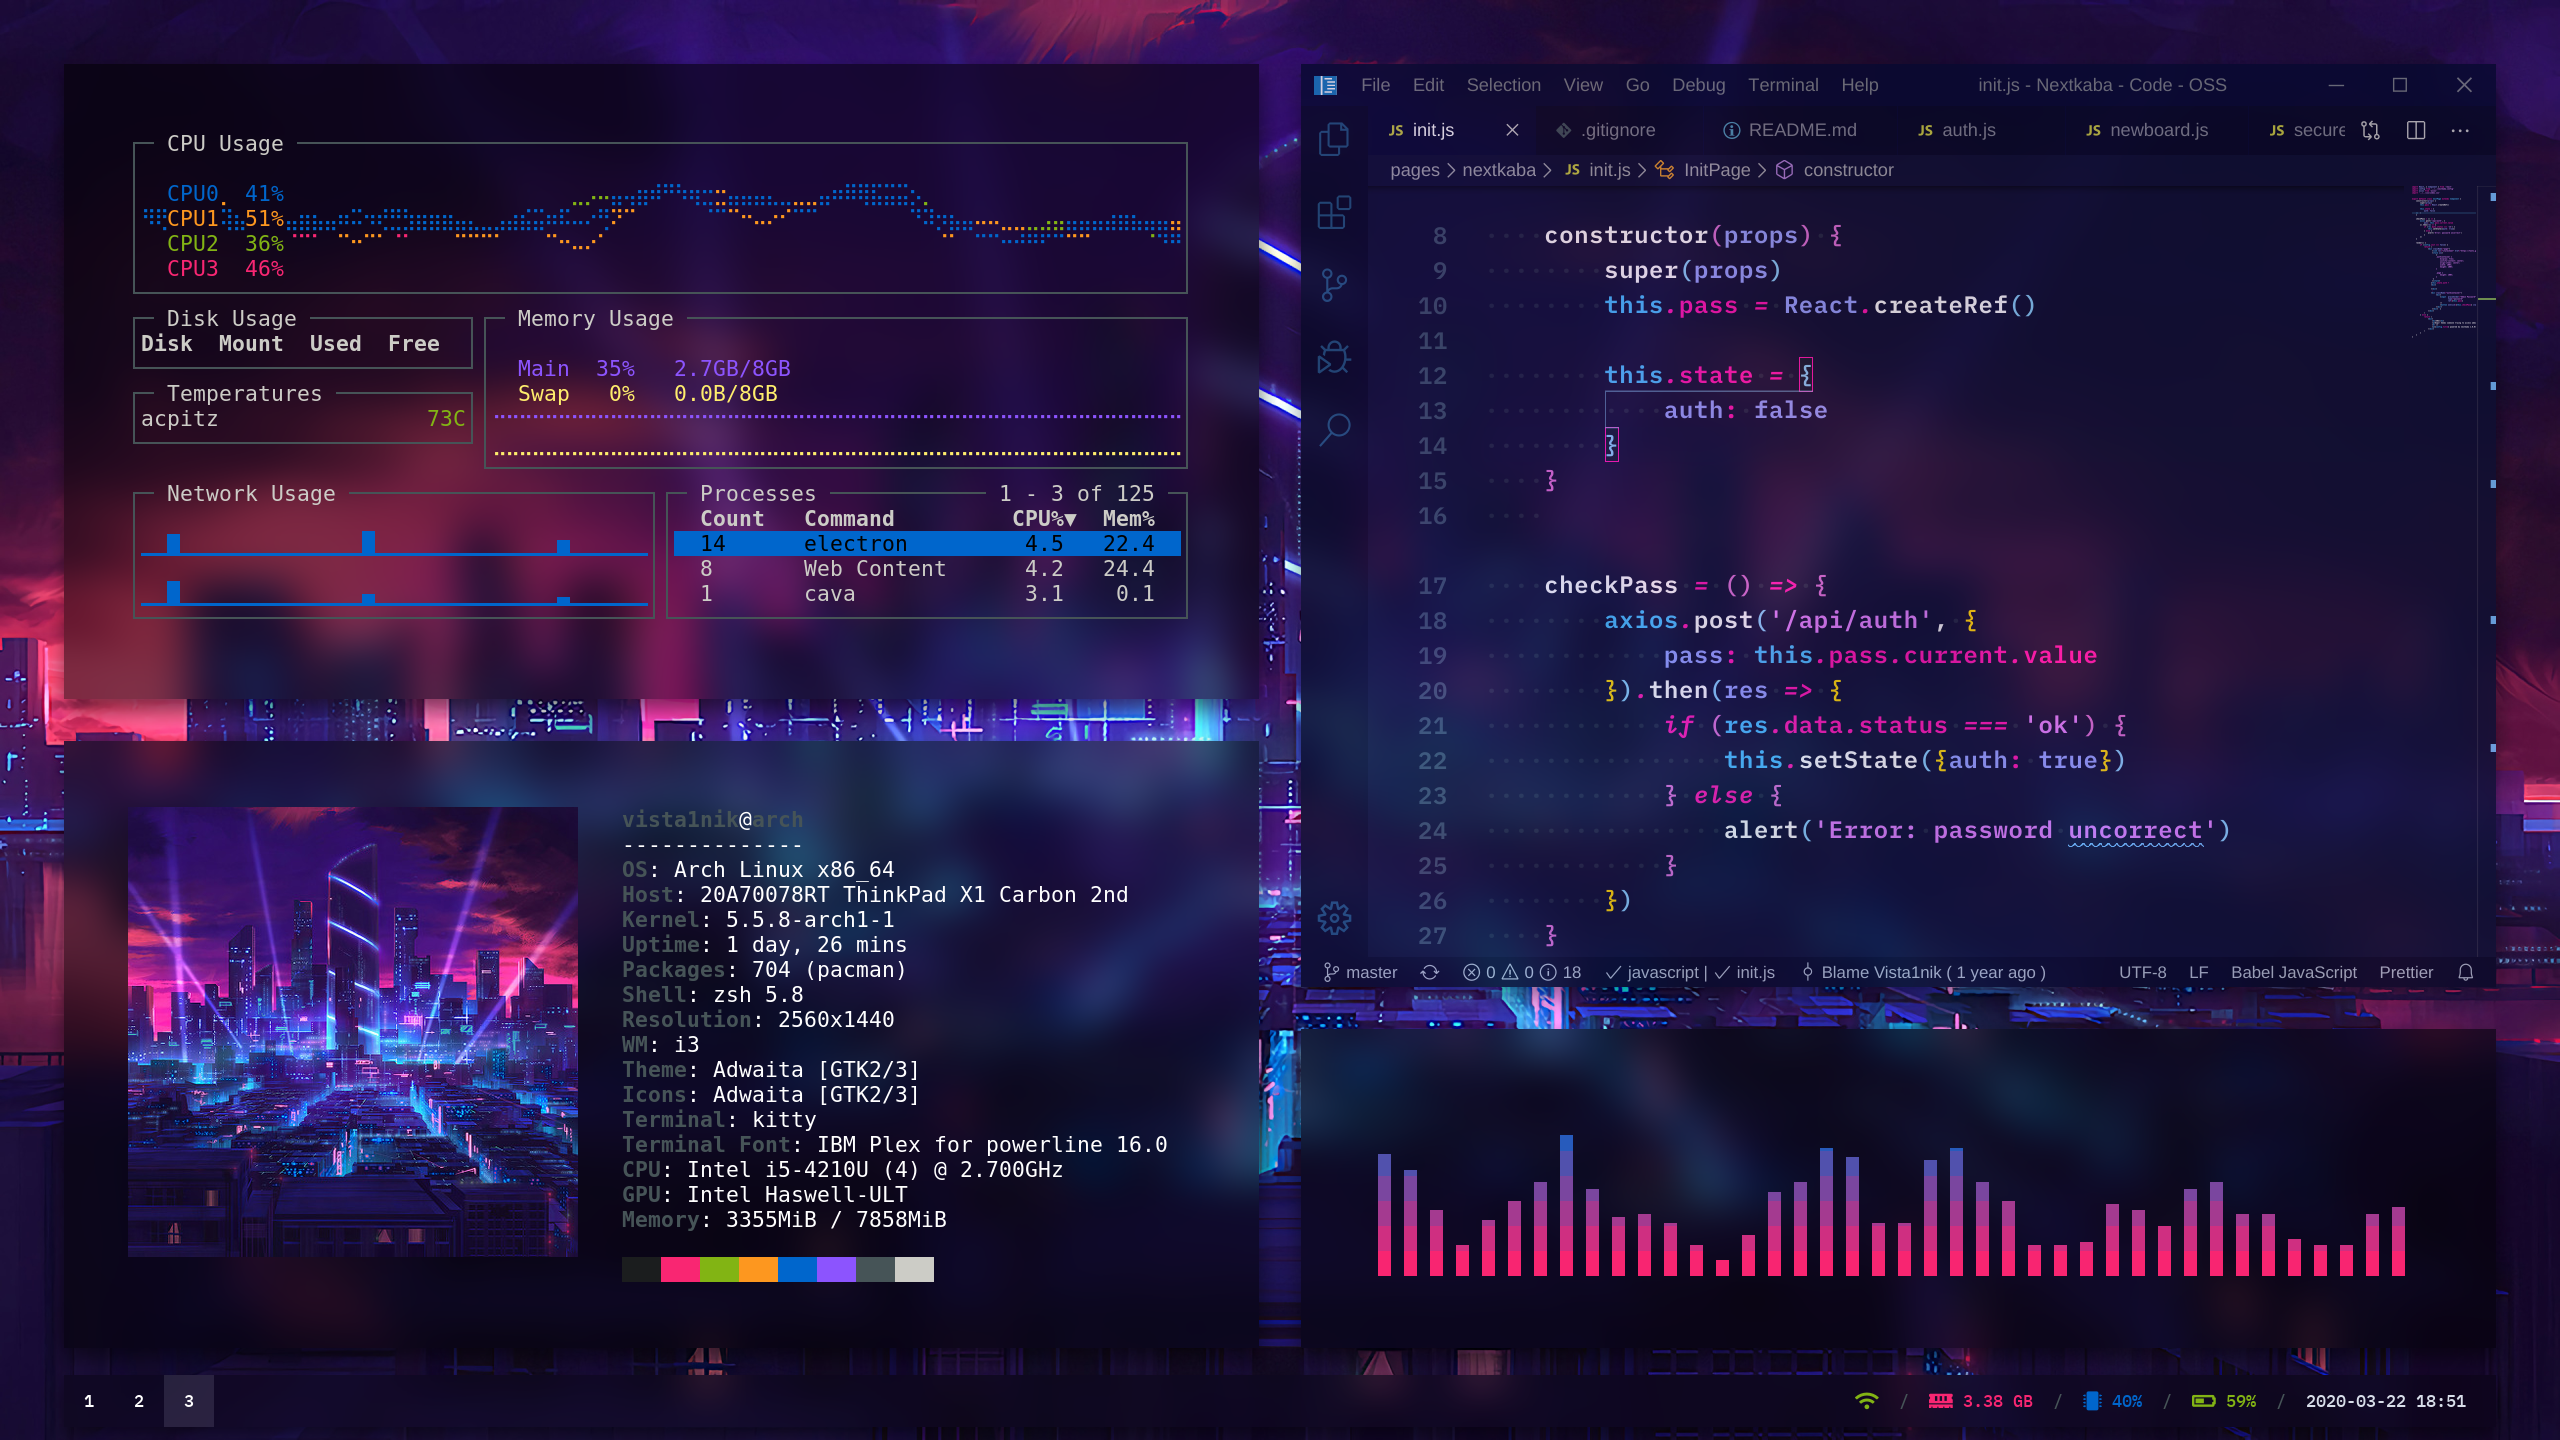 CPU Usage
CPU0 41%
CPU1 51%
CPU2 36%
CPU3 46%
Disk Usage
Disk Mount Used Free
Temperatures
acpitz 73C
Memory Usage
Main 35% 2.7GB/8GB
Swap 0% 0.0B/8GB
Network Usage
Processes 1 - 3 of 125
Count Command CPU%▼ Mem%
14 electron 4.5 22.4
8 Web Content 4.2 24.4
1 cava 3.1 0.1
vista1nik@arch
--------------
OS: Arch Linux x86_64
Host: 20A70078RT ThinkPad X1 Carbon 2nd
Kernel: 5.5.8-arch1-1
Uptime: 1 day, 26 mins
Packages: 704 (pacman)
Shell: zsh 5.8
Resolution: 2560x1440
WM: i3
Theme: Adwaita [GTK2/3]
Icons: Adwaita [GTK2/3]
Terminal: kitty
Terminal Font: IBM Plex for powerline 16.0
CPU: Intel i5-4210U (4) @ 2.700GHz
GPU: Intel Haswell-ULT
Memory: 3355MiB / 7858MiB
File Edit Selection View Go Debug Terminal Help init.js - Nextkaba - Code - OSS
JS init.js .gitignore README.md JS auth.js JS newboard.js JS secure ···
pages > nextkaba > JS init.js > InitPage > constructor
8 constructor(props) {
9 super(props)
10 this.pass = React.createRef()
11
12 this.state = {
13 auth: false
14 }
15 }
16
17 checkPass = () => {
18 axios.post('/api/auth', {
19 pass: this.pass.current.value
20 }).then(res => {
21 if (res.data.status === 'ok') {
22 this.setState({auth: true})
23 } else {
24 alert('Error: password uncorrect')
25 }
26 })
27 }
master 0 0 18 javascript | init.js Blame Vista1nik ( 1 year ago ) UTF-8 LF Babel JavaScript Prettier
1 2 3 / 3.38 GB / 40% / 59% / 2020-03-22 18:51